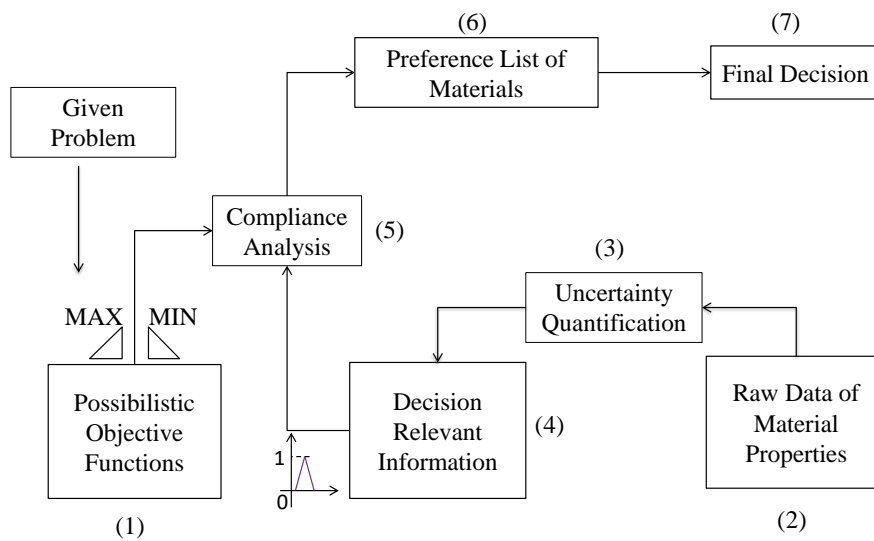 (6)
(7)
Preference List of
Materials
Final Decision
Given
Problem
Compliance
Analysis
(5)
(3)
Uncertainty
Quantification
MAX
MIN
Possibilistic
Objective
Functions
(1)
Decision
Relevant
Information
(4)
1
0
Raw Data of
Material
Properties
(2)